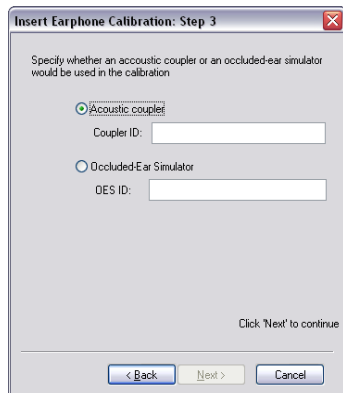 Insert Earphone Calibration: Step 3
Specify whether an accoustic coupler or an occluded-ear simulator
would be used in the calibration
Acoustic coupler
Coupler ID:
Occluded-Ear Simulator
OES ID:
Click 'Next' to continue
< Back Next > Cancel